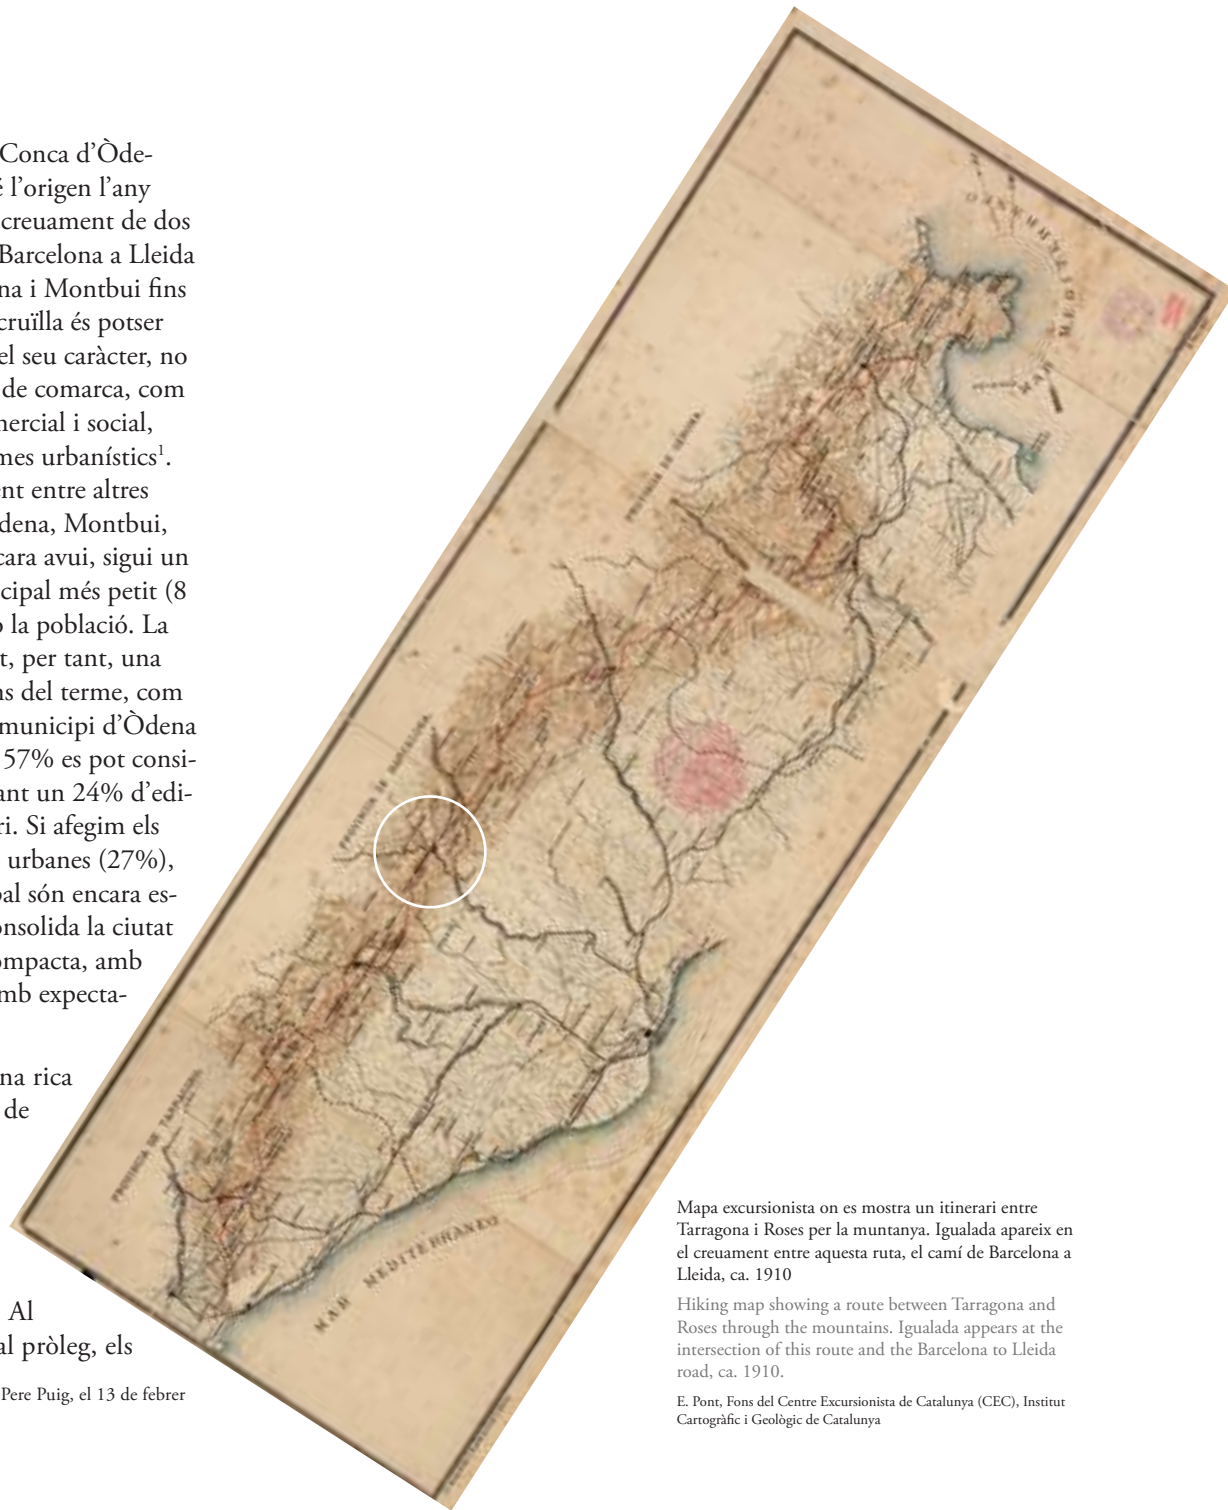 Conca d’Òde-
é l’origen l’any
creuament de dos
Barcelona a Lleida
na i Montbui fins
cruïlla és potser
el seu caràcter, no
de comarca, com
mercial i social,
mes urbanístics¹.
ent entre altres
dena, Montbui,
cara avui, sigui un
cipal més petit (8
o la població. La
t, per tant, una
ns del terme, com
municipi d’Òdena
57% es pot consi-
ant un 24% d’edi-
ri. Si afegim els
urbanes (27%),
pal són encara es-
onsolida la ciutat
ompacta, amb
mb expecta-
na rica
de
Al
al pròleg, els
Pere Puig, el 13 de febrer
PROVINCIA DE GERONA
PROVINCIA DE BARCELONA
PROVINCIA DE TARRAGONA
MAR MEDITERRANEO
MAR MEDITERRANEO
Mapa excursionista on es mostra un itinerari entre
Tarragona i Roses per la muntanya. Igualada apareix en
el creuament entre aquesta ruta, el camí de Barcelona a
Lleida, ca. 1910
Hiking map showing a route between Tarragona and
Roses through the mountains. Igualada appears at the
intersection of this route and the Barcelona to Lleida
road, ca. 1910.
E. Pont, Fons del Centre Excursionista de Catalunya (CEC), Institut
Cartogràfic i Geològic de Catalunya